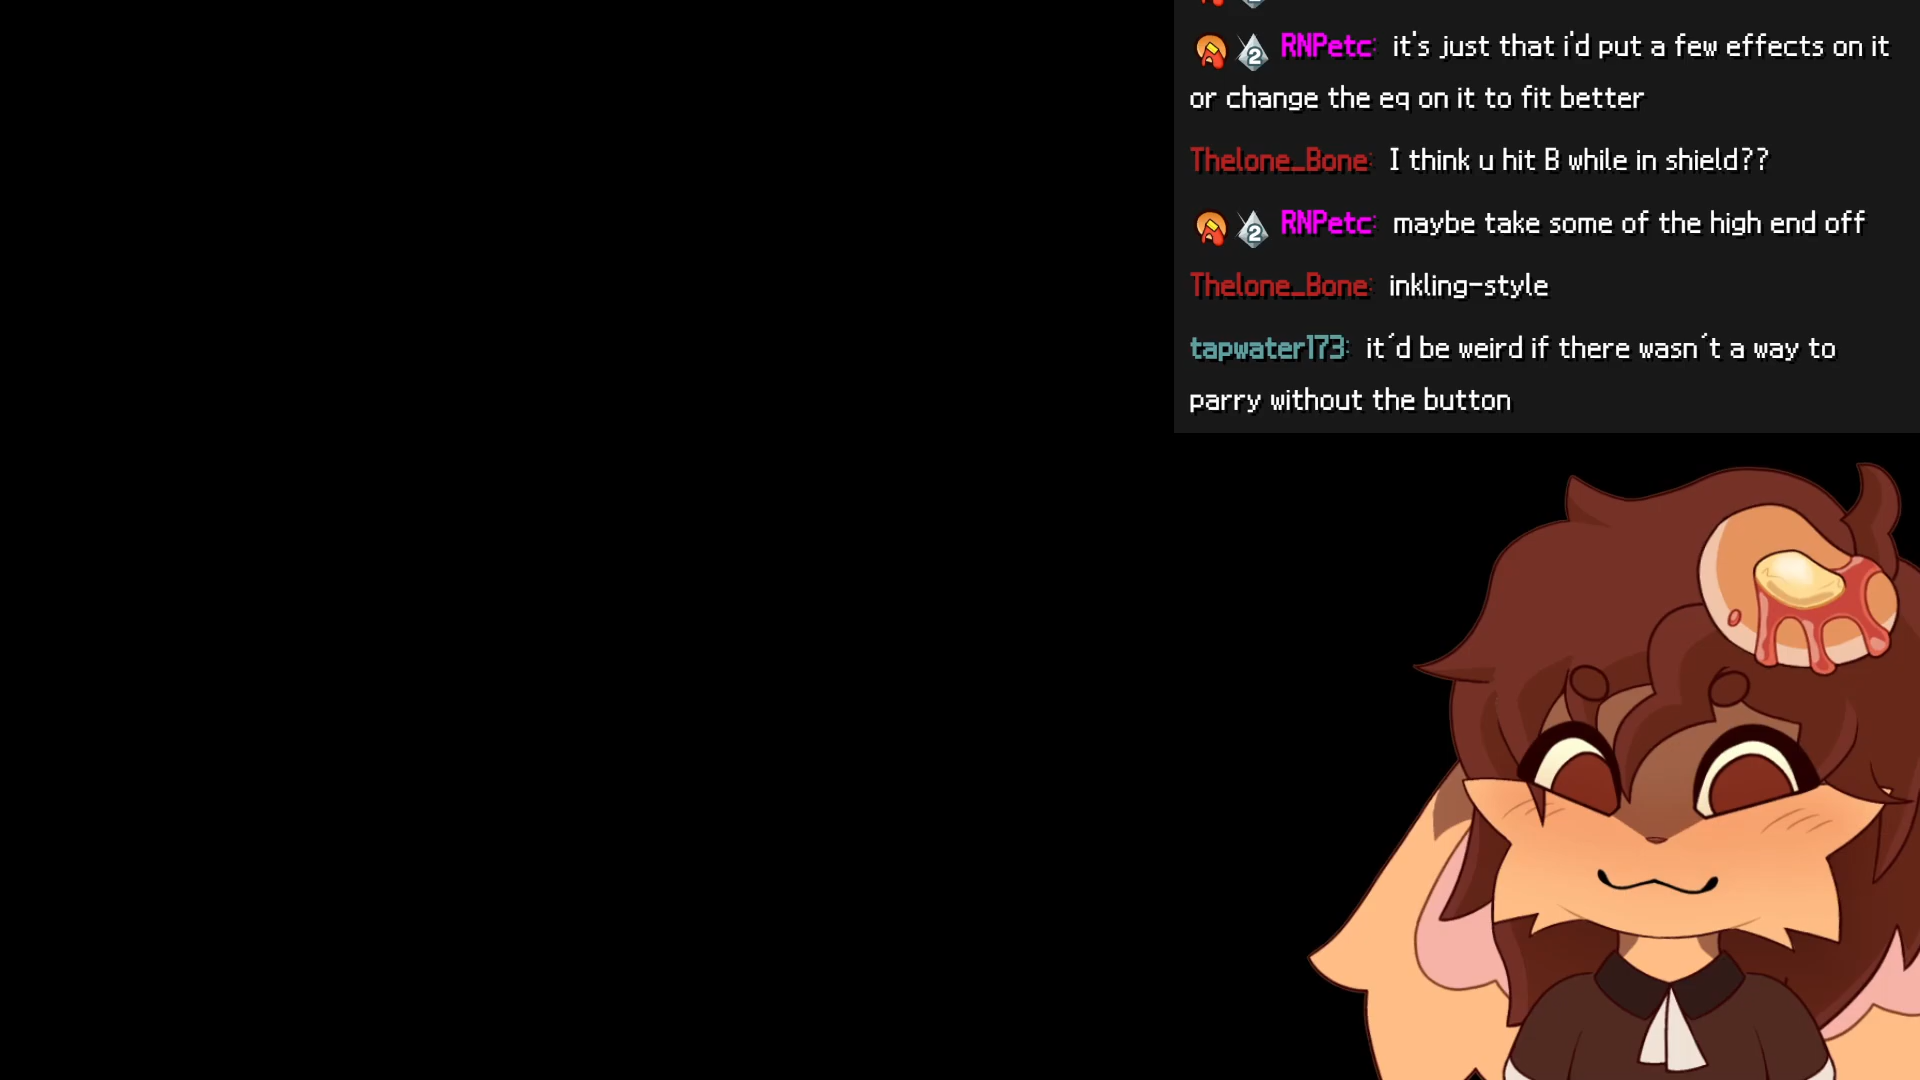 RNPetc: it's just that i'd put a few effects on it
or change the eq on it to fit better
Thelone_Bone: I think u hit B while in shield??
2 RNPetc: maybe take some of the high end off
Thelone_Bone: inkling-style
tapwater173: it´d be weird if there wasn´t a way to
parry without the button